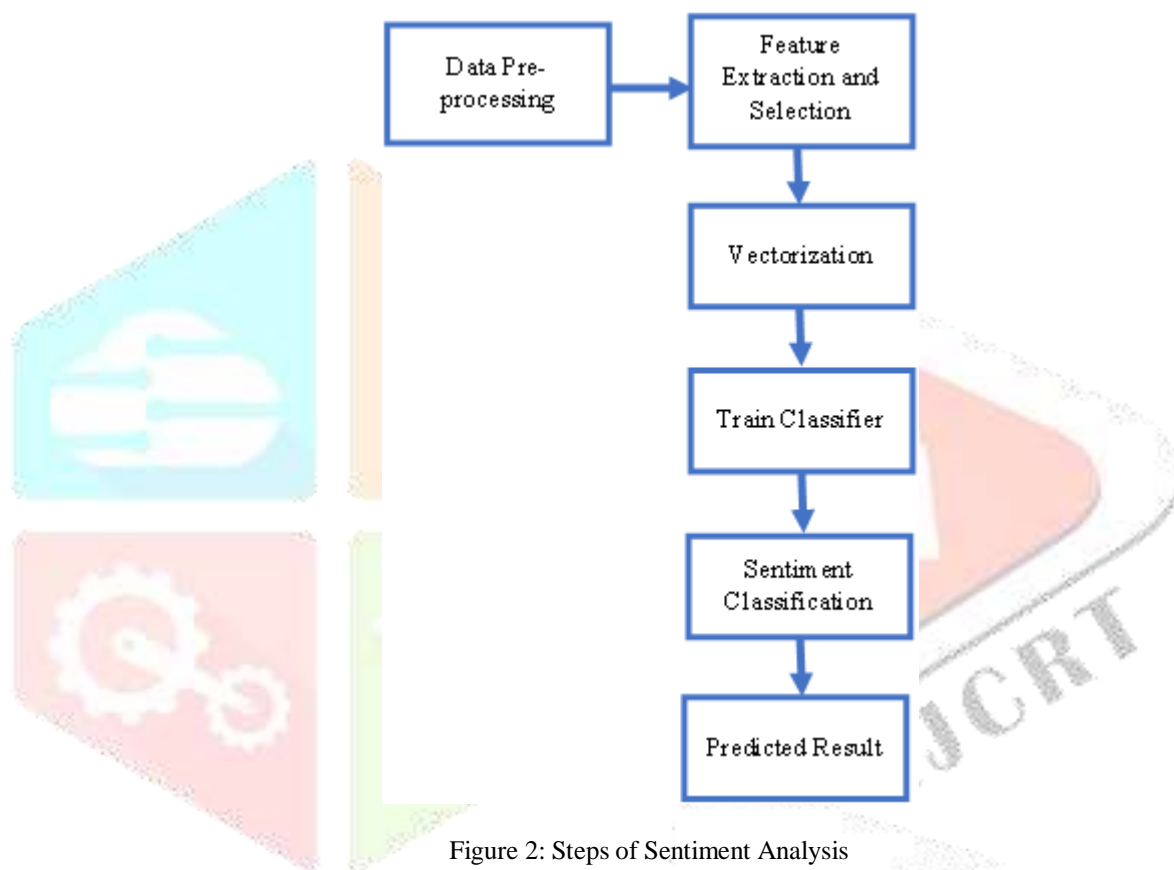 Data Pre-
processing
Feature
Extraction and
Selection
Vectorization
Train Classifier
Sentiment
Classification
Predicted Result
JCRT
Figure 2: Steps of Sentiment Analysis